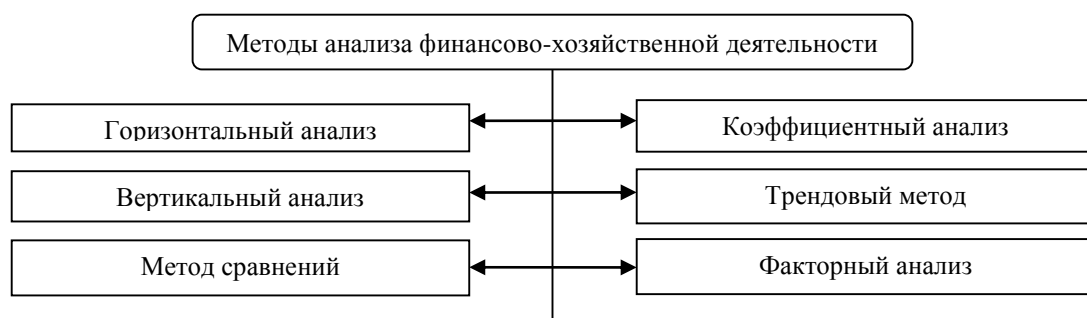 Методы анализа финансово-хозяйственной деятельности
Горизонтальный анализ
Коэффициентный анализ
Вертикальный анализ
Трендовый метод
Метод сравнений
Факторный анализ